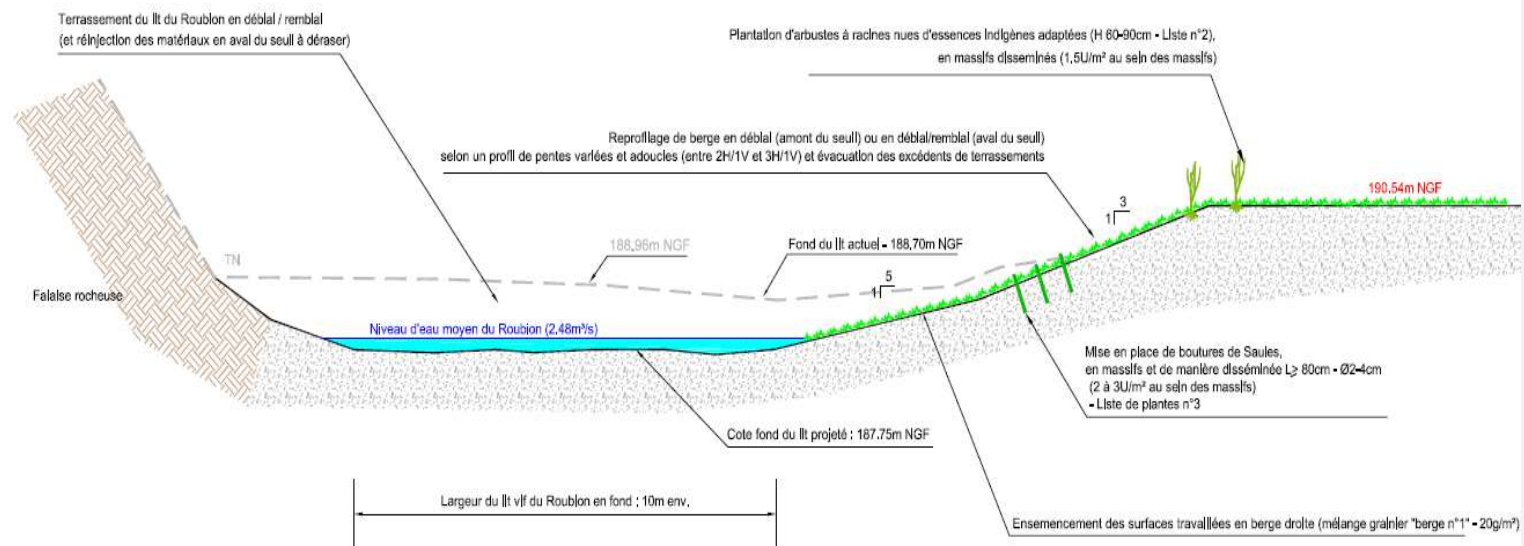 Terrassement du lit du Roubion en déblai / remblai
(et réinjection des matériaux en aval du seuil à déraser)
Plantation d'arbustes à racines nues d'essences indigènes adaptées (H 60-90cm - Liste n°2),
en massifs disseminés (1,5U/m² au sein des massifs)
Reprofilage de berge en déblai (amont du seuil) ou en déblai/remblai (aval du seuil)
selon un profil de pentes variées et adoucies (entre 2H/1V et 3H/1V) et évacuation des excédents de terrassements
190.54m NGF
3
1
188,96m NGF
Fond du lit actuel - 188,70m NGF
TN
5
1
Falaise rocheuse
Niveau d'eau moyen du Roubion (2,48m³/s)
Mise en place de boutures de Saules,
en massifs et de manière disséminée L≥ 80cm - Ø2-4cm
(2 à 3U/m² au sein des massifs)
- Liste de plantes n°3
Cote fond du lit projeté : 187.75m NGF
Largeur du lit vif du Roubion en fond : 10m env.
Ensemencement des surfaces travaillées en berge droite (mélange grainier "berge n°1" - 20g/m²)